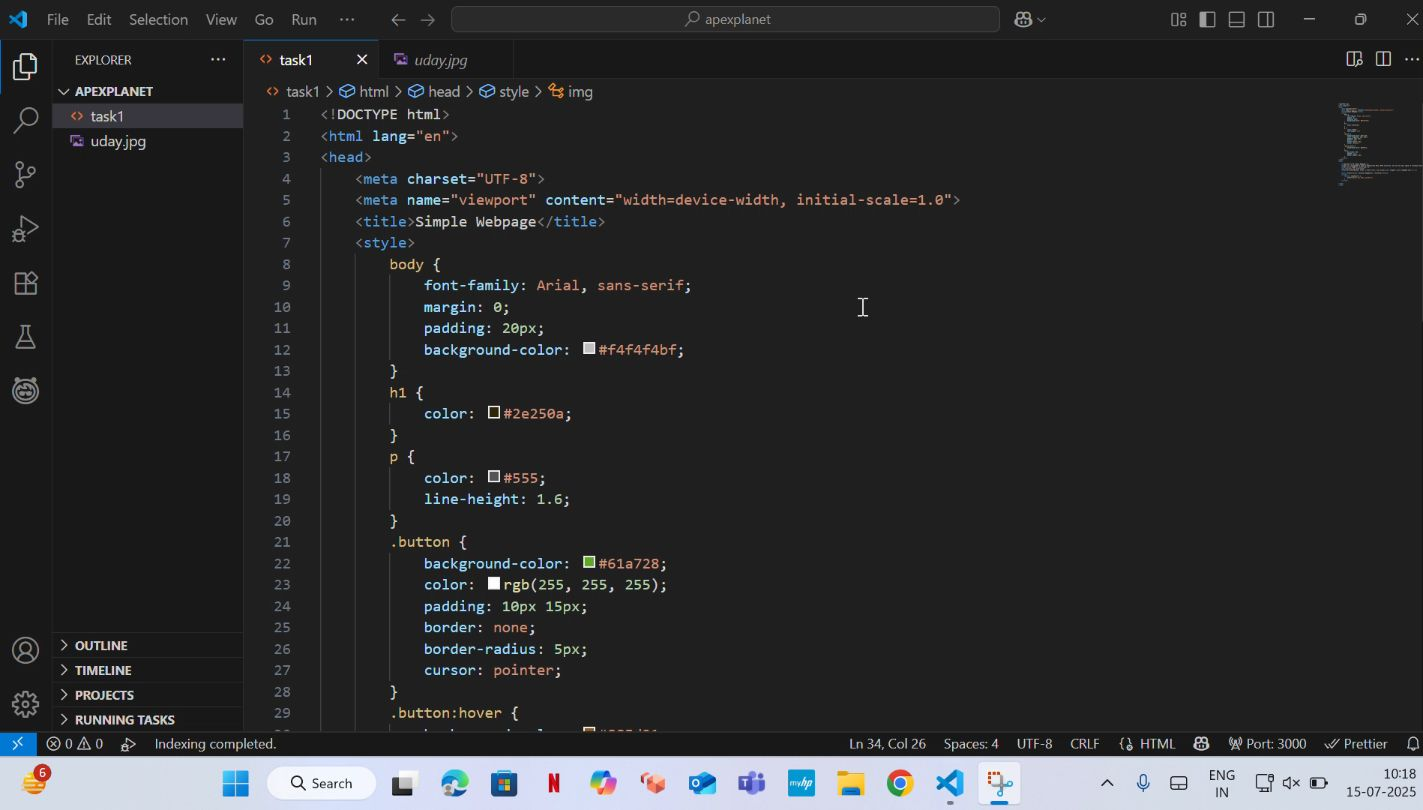 File Edit Selection View Go Run ··· apexplanet
EXPLORER ···
task1
uday.jpg
APEXPLANET
task1
uday.jpg
task1 > html > head > style > img
1 <!DOCTYPE html>
2 <html lang="en">
3 <head>
4 <meta charset="UTF-8">
5 <meta name="viewport" content="width=device-width, initial-scale=1.0">
6 <title>Simple Webpage</title>
7 <style>
8 body {
9 font-family: Arial, sans-serif;
10 margin: 0;
11 padding: 20px;
12 background-color: #f4f4f4bf;
13 }
14 h1 {
15 color: #2e250a;
16 }
17 p {
18 color: #555;
19 line-height: 1.6;
20 }
21 .button {
22 background-color: #61a728;
23 color: rgb(255, 255, 255);
24 padding: 10px 15px;
25 border: none;
26 border-radius: 5px;
27 cursor: pointer;
28 }
29 .button:hover {
OUTLINE
TIMELINE
PROJECTS
RUNNING TASKS
0 0 Indexing completed. Ln 34, Col 26 Spaces: 4 UTF-8 CRLF {} HTML Port: 3000 Prettier
6 Search N myhp ENG
IN
10:18
15-07-2025